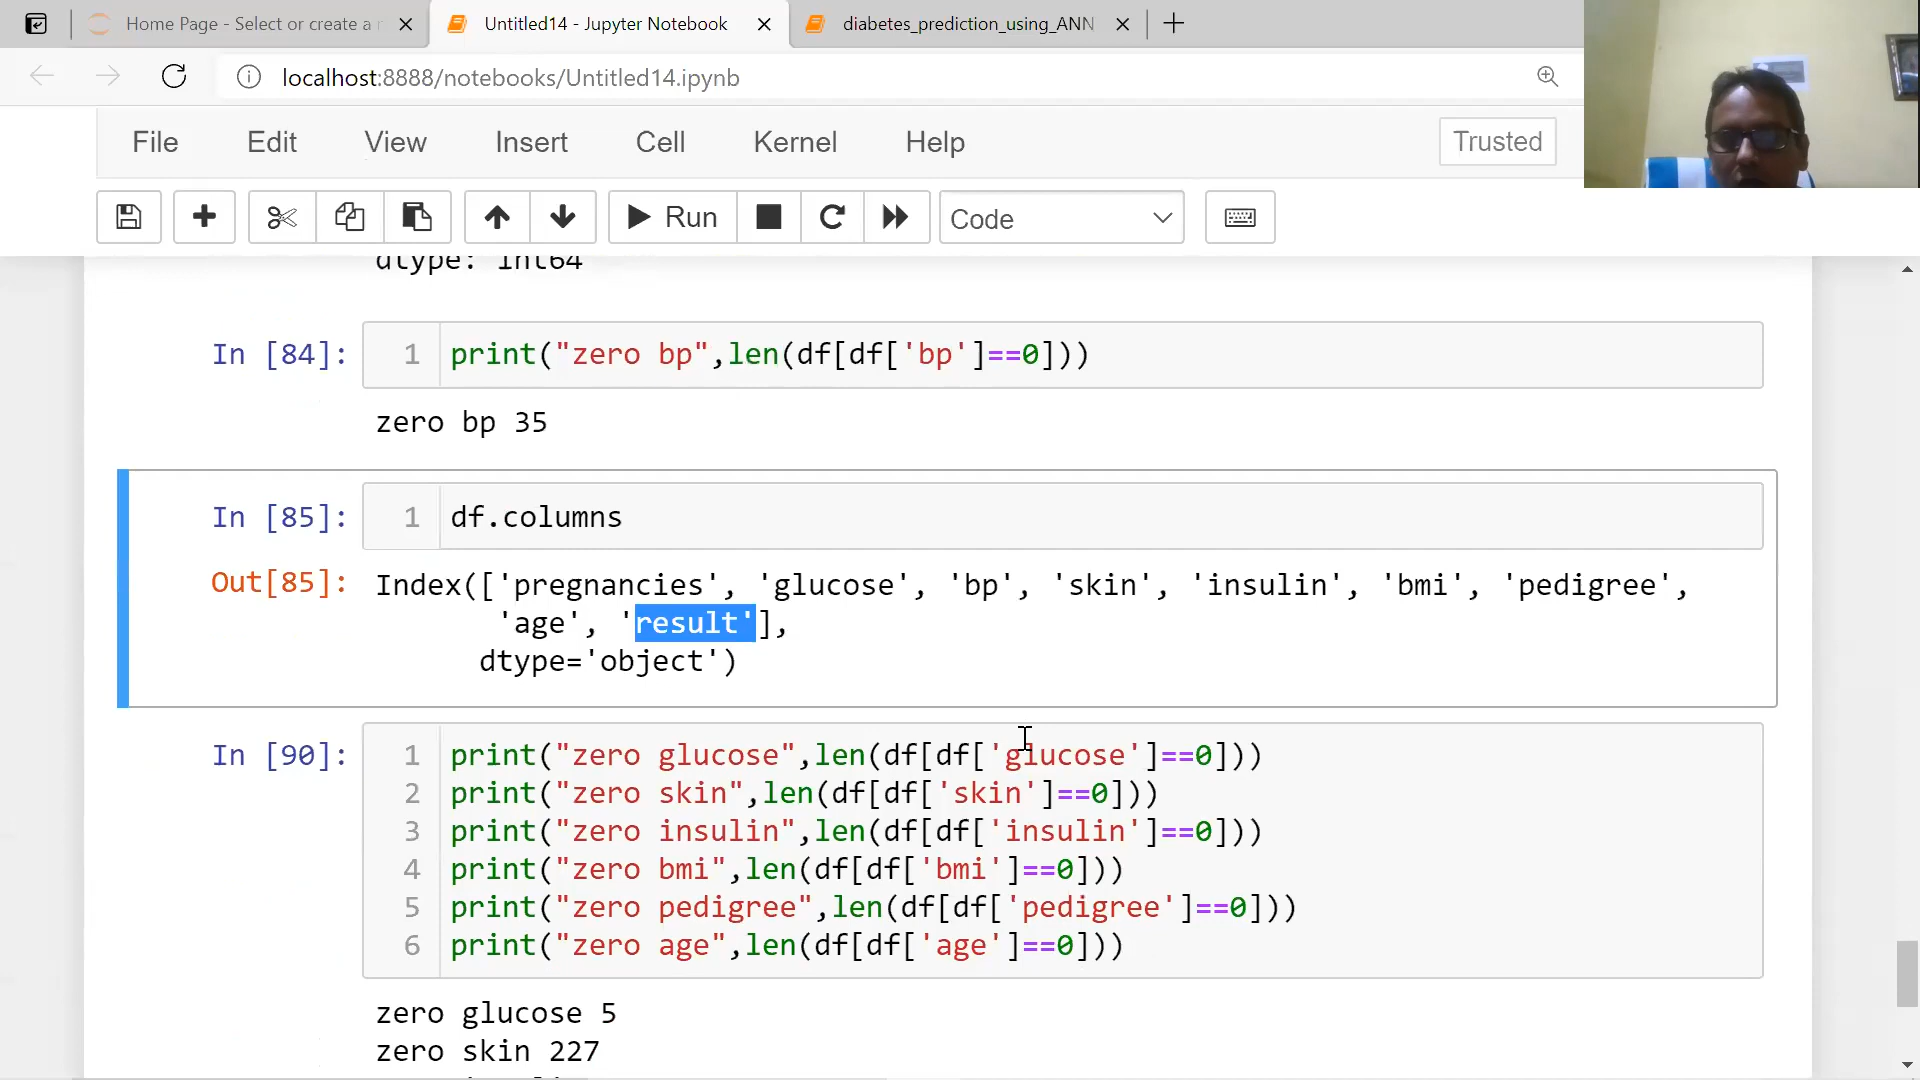 Home Page - Select or create a n
Untitled14 - Jupyter Notebook
diabetes_prediction_using_ANN
localhost:8888/notebooks/Untitled14.ipynb
File Edit View Insert Cell Kernel Help Trusted
Run Code
dtype: int64
In [84]: 1 print("zero bp",len(df[df['bp']==0]))
zero bp 35
In [85]: 1 df.columns
Out[85]: Index(['pregnancies', 'glucose', 'bp', 'skin', 'insulin', 'bmi', 'pedigree',
'age', 'result'],
dtype='object')
In [90]: 1 print("zero glucose",len(df[df['glucose']==0]))
2 print("zero skin",len(df[df['skin']==0]))
3 print("zero insulin",len(df[df['insulin']==0]))
4 print("zero bmi",len(df[df['bmi']==0]))
5 print("zero pedigree",len(df[df['pedigree']==0]))
6 print("zero age",len(df[df['age']==0]))
zero glucose 5
zero skin 227